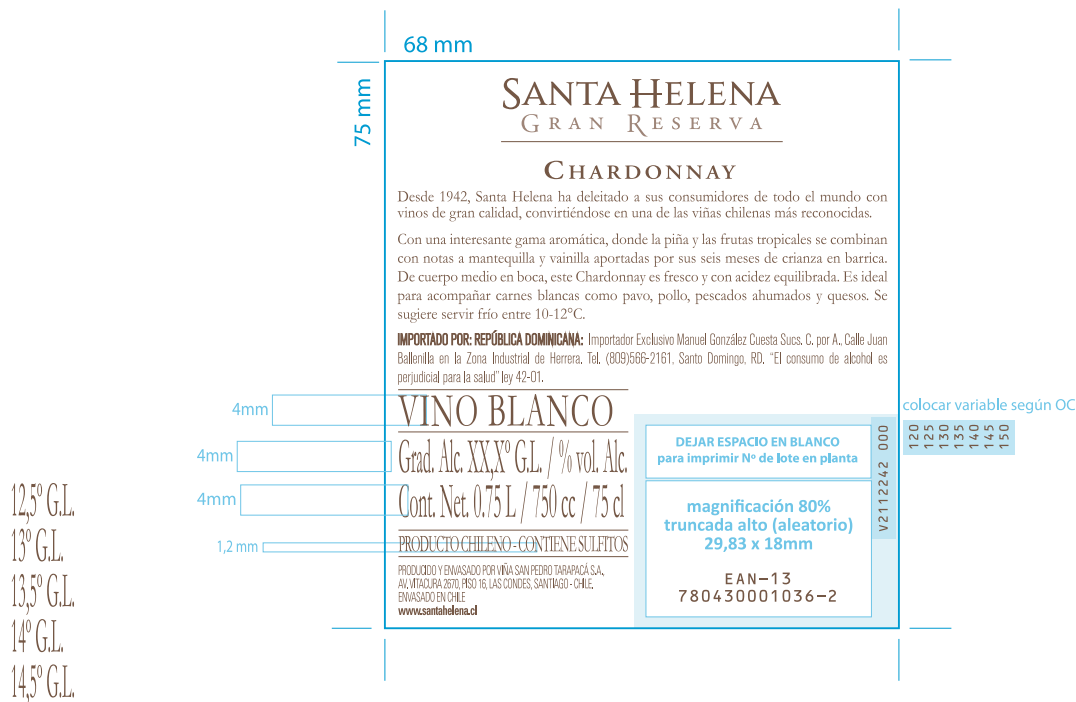 68 mm
75 mm
SANTA HELENA
GRAN RESERVA
CHARDONNAY
Desde 1942, Santa Helena ha deleitado a sus consumidores de todo el mundo con
vinos de gran calidad, convirtiéndose en una de las viñas chilenas más reconocidas.
Con una interesante gama aromática, donde la piña y las frutas tropicales se combinan
con notas a mantequilla y vainilla aportadas por sus seis meses de crianza en barrica.
De cuerpo medio en boca, este Chardonnay es fresco y con acidez equilibrada. Es ideal
para acompañar carnes blancas como pavo, pollo, pescados ahumados y quesos. Se
sugiere servir frío entre 10-12°C.
IMPORTADO POR: REPÚBLICA DOMINICANA: Importador Exclusivo Manuel González Cuesta Sucs. C. por A., Calle Juan
Ballenilla en la Zona Industrial de Herrera. Tel. (809)566-2161, Santo Domingo, RD. “El consumo de alcohol es
perjudicial para la salud” ley 42-01.
4mm
VINO BLANCO
4mm
Grad. Alc. XX,Xº G.L. / % vol. Alc.
4mm
Cont. Net. 0.75 L / 750 cc / 75 cl
1,2 mm
PRODUCTO CHILENO - CONTIENE SULFITOS
PRODUCIDO Y ENVASADO POR VIÑA SAN PEDRO TARAPACÁ S.A.,
AV. VITACURA 2670, PISO 16, LAS CONDES, SANTIAGO - CHILE.
ENVASADO EN CHILE
www.santahelena.cl
DEJAR ESPACIO EN BLANCO
para imprimir Nº de lote en planta
magnificación 80%
truncada alto (aleatorio)
29,83 x 18mm
EAN-13
780430001036-2
V2112242 000
colocar variable según OC
120
125
130
135
140
145
150
12,5º G.L.
13º G.L.
13,5º G.L.
14º G.L.
14,5º G.L.